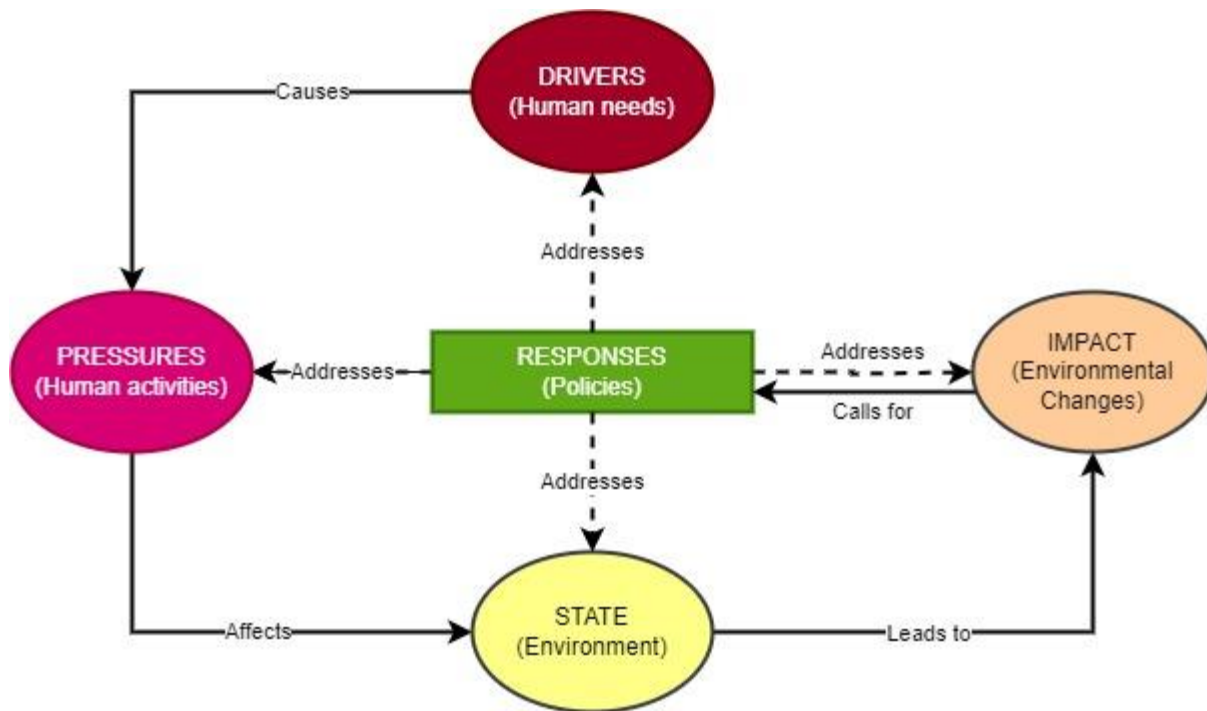 DRIVERS
(Human needs)
Causes
Addresses
PRESSURES
(Human activities)
Addresses
RESPONSES
(Policies)
Addresses
Calls for
IMPACT
(Environmental
Changes)
Addresses
STATE
(Environment)
Affects
Leads to